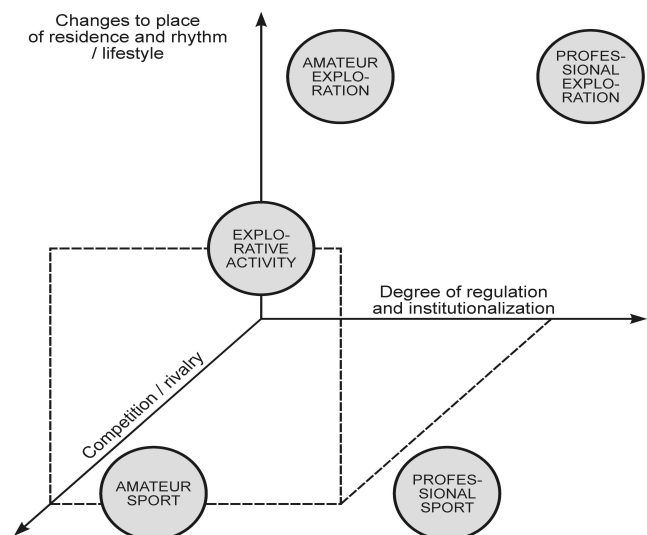 Changes to place
of residence and rhythm
/ lifestyle
AMATEUR
EXPLO-
RATION
PROFES-
SIONAL
EXPLO-
RATION
EXPLO-
RATIVE
ACTIVITY
Degree of regulation
and institutionalization
Competition / rivalry
AMATEUR
SPORT
PROFES-
SIONAL
SPORT